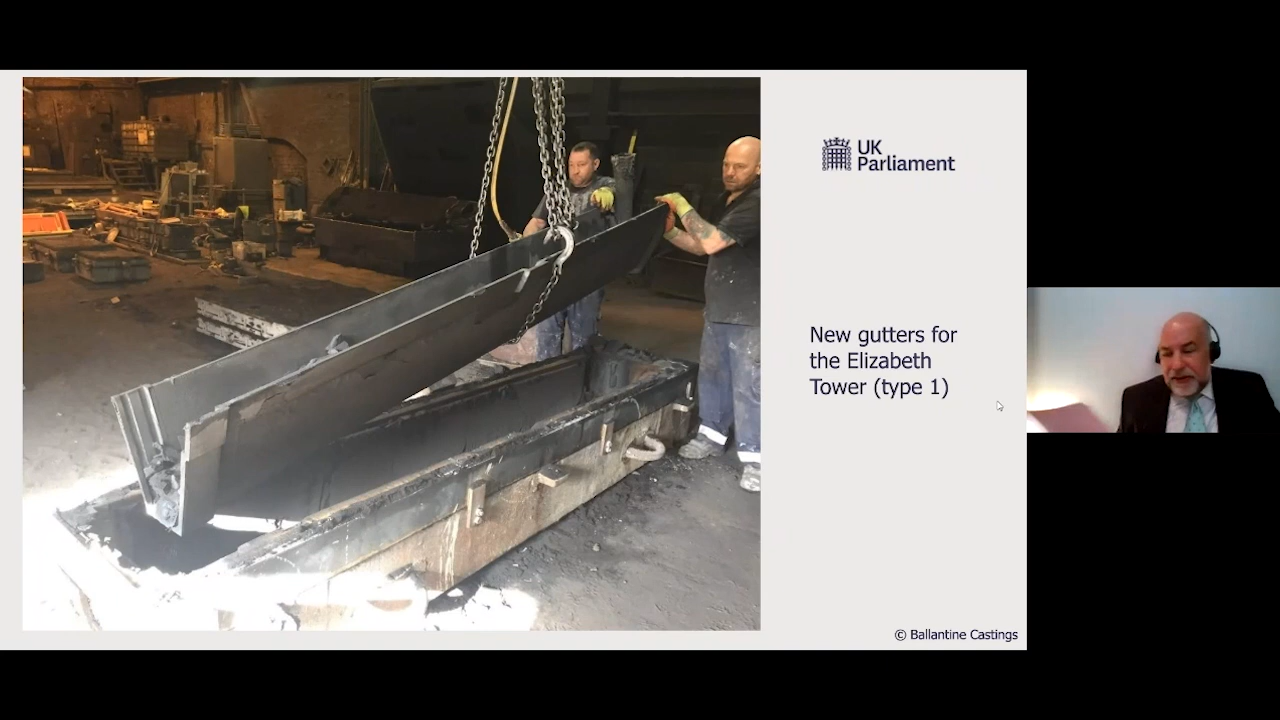 UK
Parliament
New gutters for
the Elizabeth
Tower (type 1)
© Ballantine Castings